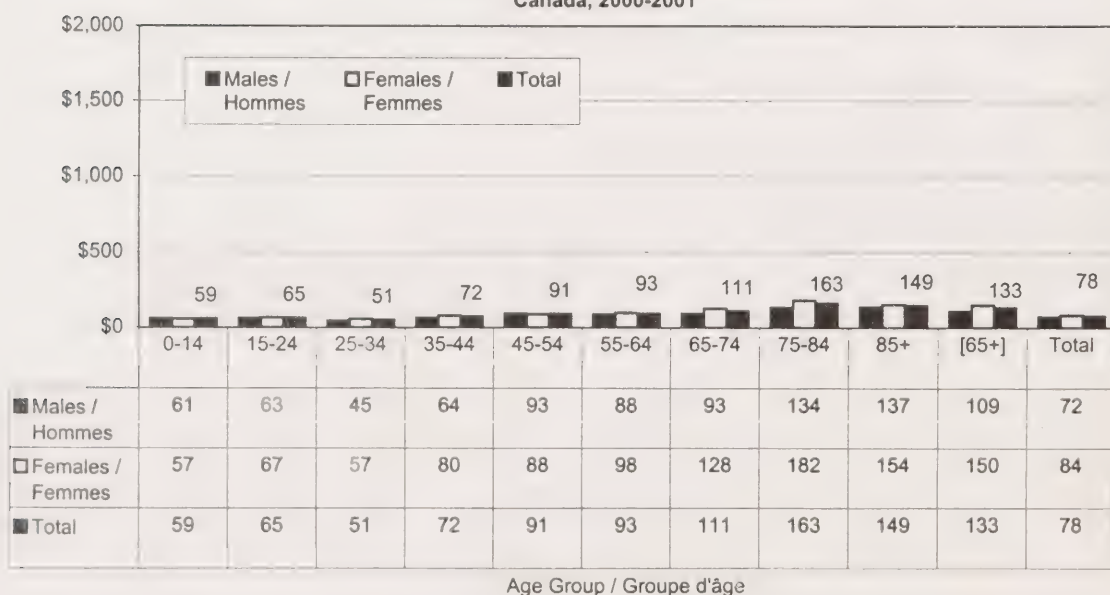 Canada, 2000-2001
$2,000
Males / Females / Total
Hommes Femmes
$1,500
$1,000
$500
59 65 51 72 91 93 111 163 149 133 78
$0
0-14 15-24 25-34 35-44 45-54 55-64 65-74 75-84 85+ [65+] Total
Males / 61 63 45 64 93 88 93 134 137 109 72
Hommes
Females / 57 67 57 80 88 98 128 182 154 150 84
Femmes
Total 59 65 51 72 91 93 111 163 149 133 78
Age Group / Groupe d'âge